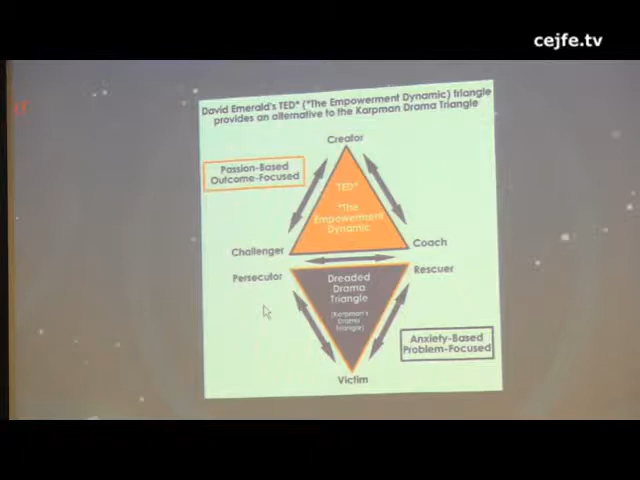 cejfe.tv
David Emerald's TED* (*The Empowerment Dynamic) triangle
provides an alternative to the Karpman Drama Triangle
Creator
Passion-Based
Outcome-Focused
TED*
*The
Empowerment
Dynamic
Challenger
Coach
Persecutor
Rescuer
Dreaded
Drama
Triangle
(Karpman's
Drama
Triangle)
Anxiety-Based
Problem-Focused
Victim